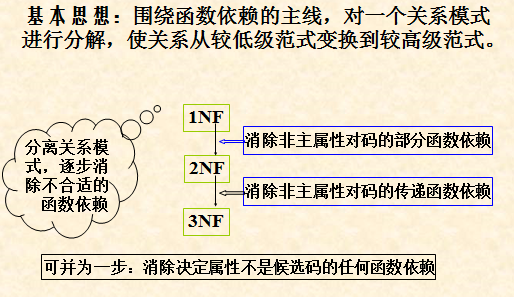 基本思想：围绕函数依赖的主线，对一个关系模式
进行分解，使关系从较低级范式变换到较高级范式。
1NF
消除非主属性对码的部分函数依赖
分离关系模
式，逐步消
除不合适的
函数依赖
2NF
消除非主属性对码的传递函数依赖
3NF
可并为一步：消除决定属性不是候选码的任何函数依赖